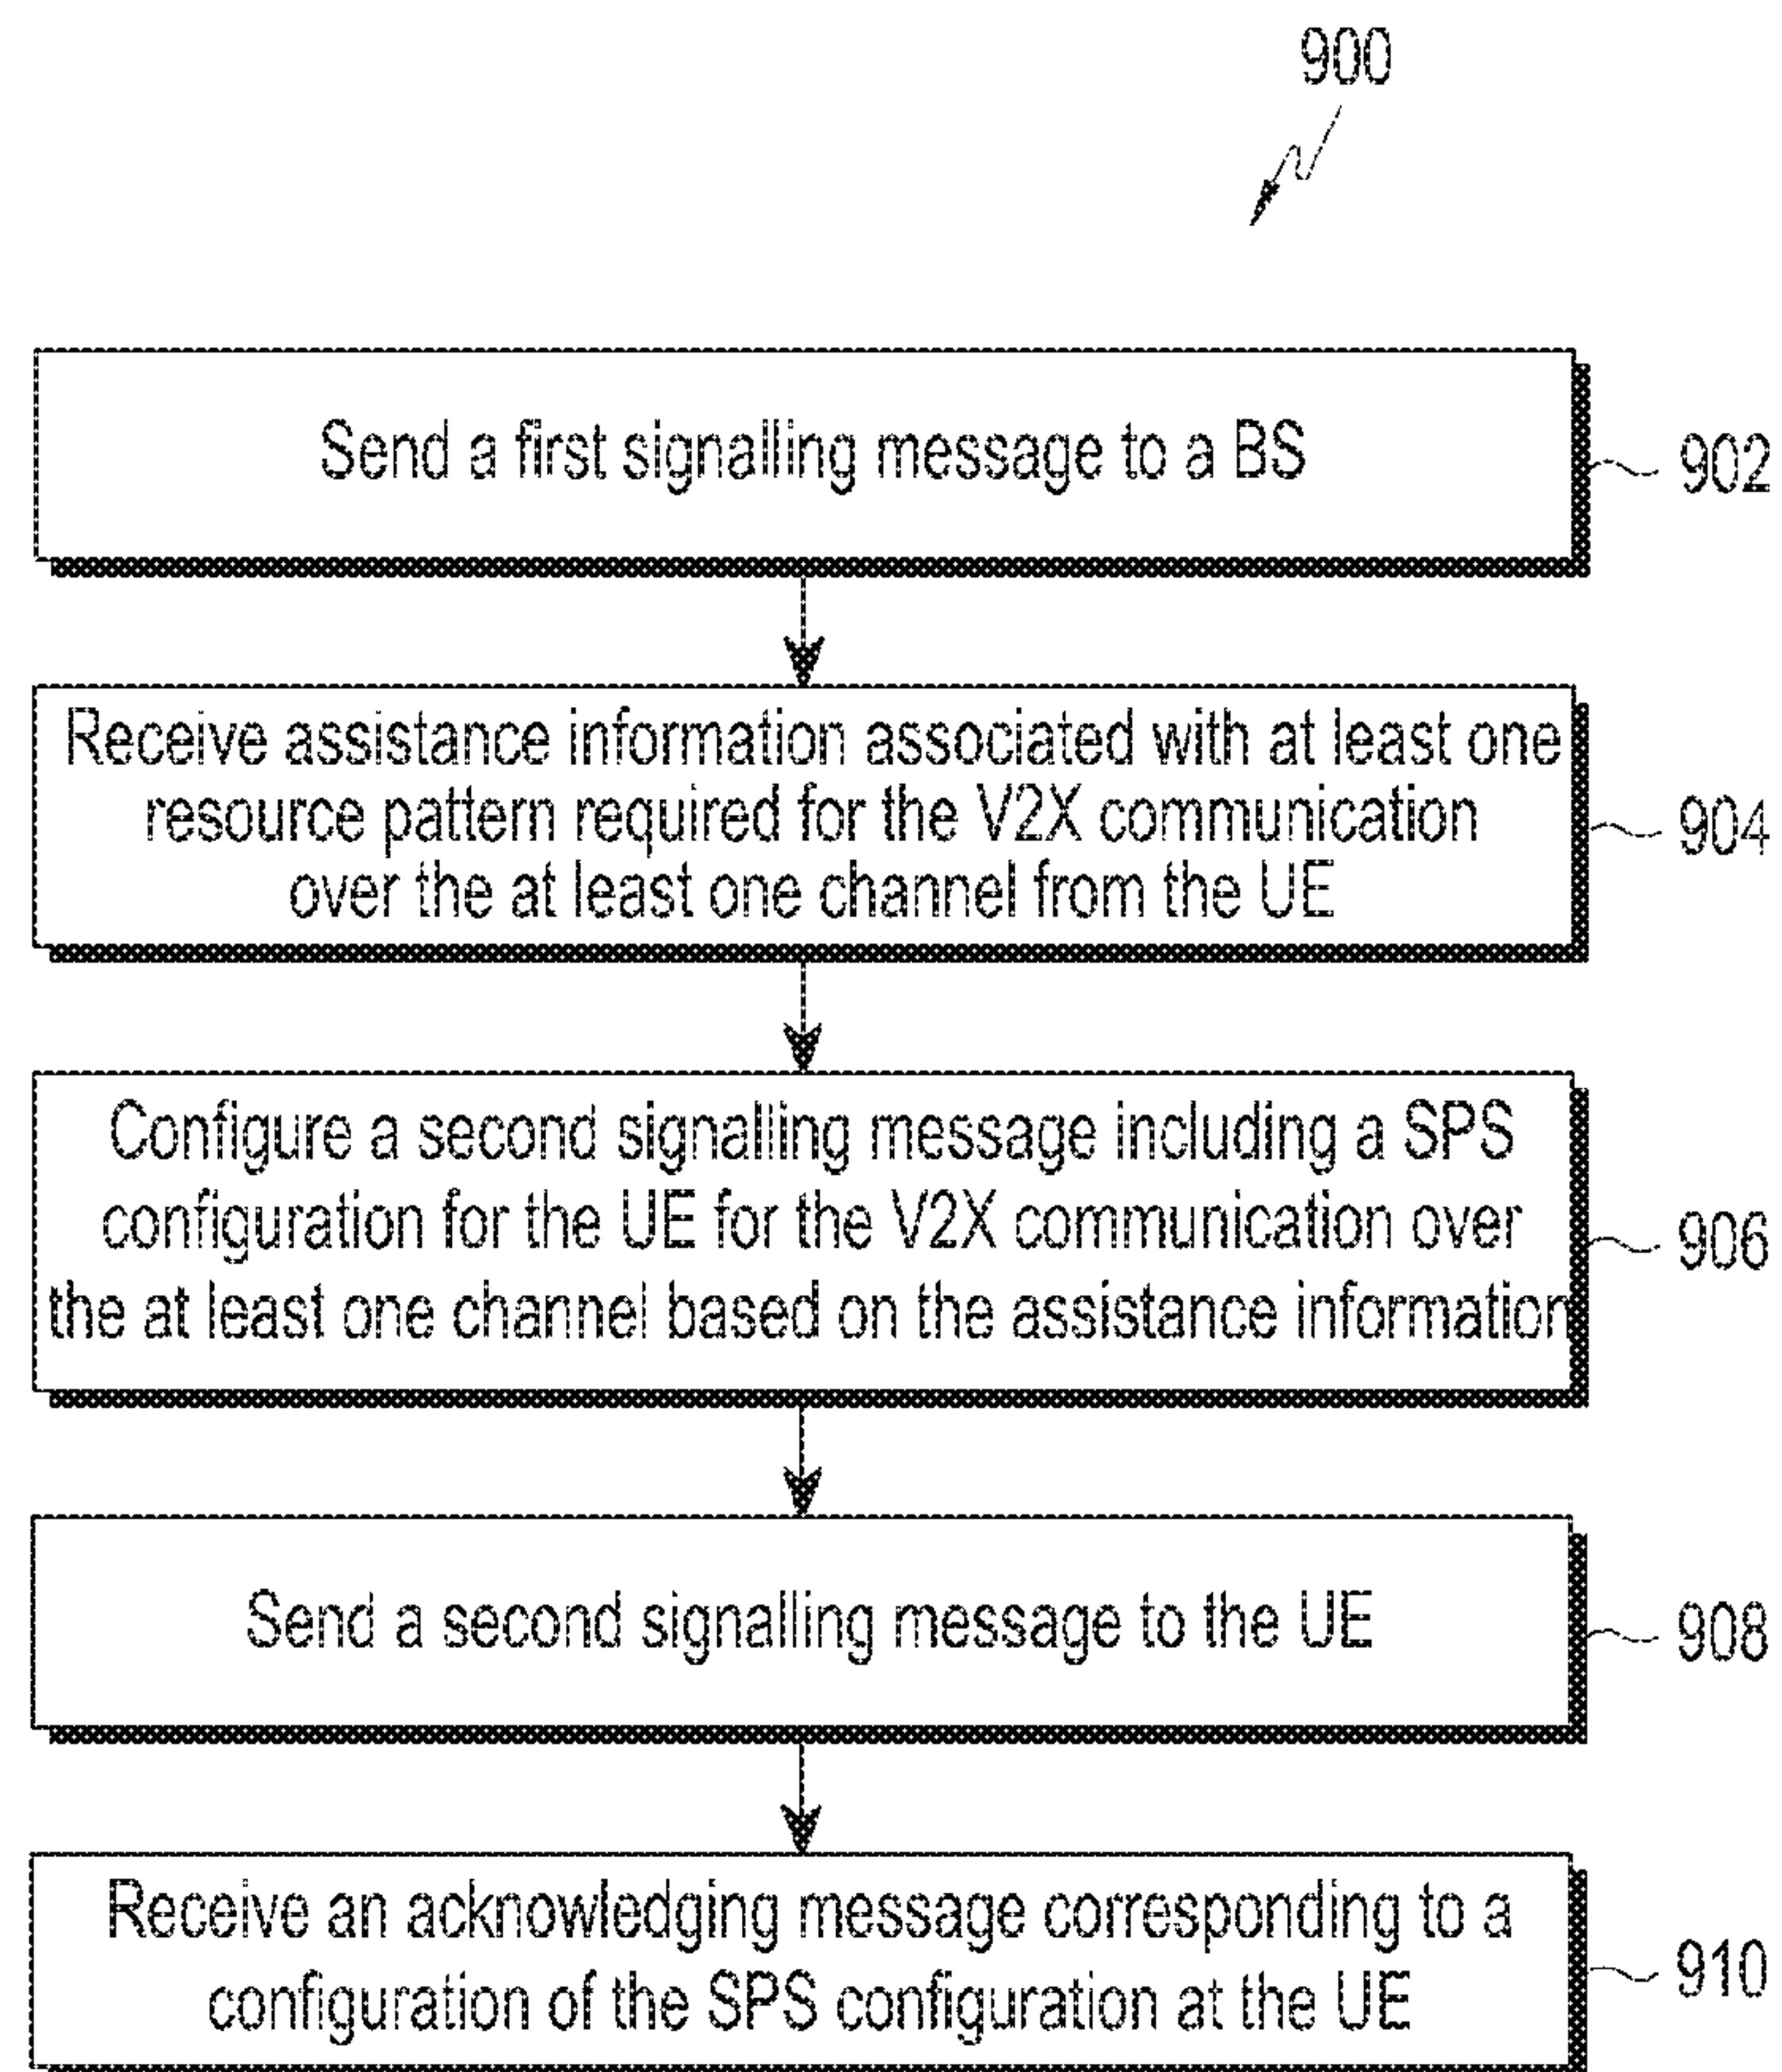 900
Send a first signalling message to a BS
902
Receive assistance information associated with at least one
resource pattern required for the V2X communication
over the at least one channel from the UE
904
Configure a second signalling message including a SPS
configuration for the UE for the V2X communication over
the at least one channel based on the assistance information
906
Send a second signalling message to the UE
908
Receive an acknowledging message corresponding to a
configuration of the SPS configuration at the UE
910